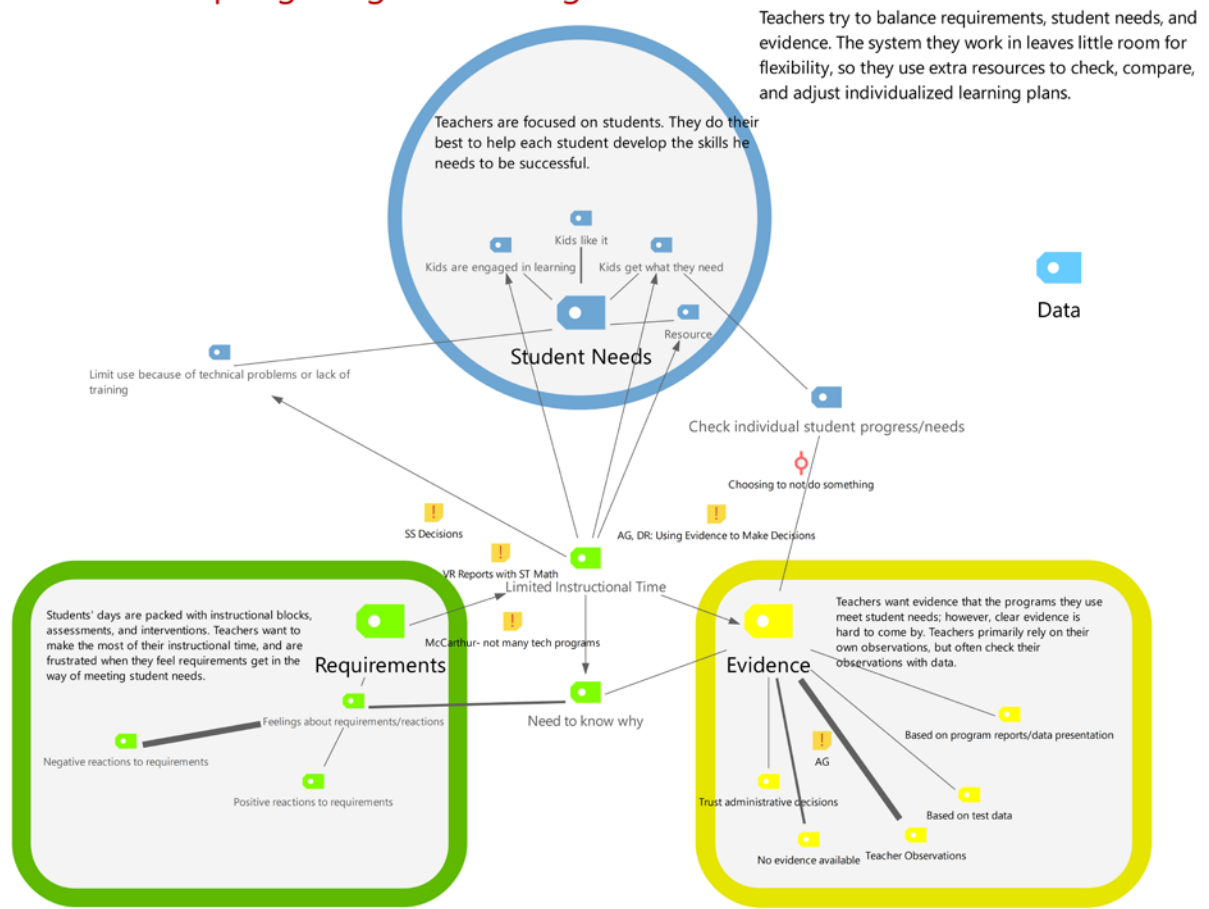 Teachers try to balance requirements, student needs, and
evidence. The system they work in leaves little room for
flexibility, so they use extra resources to check, compare,
and adjust individualized learning plans.
Teachers are focused on students. They do their
best to help each student develop the skills he
needs to be successful.
Kids like it
Kids are engaged in learning
Kids get what they need
Data
Resource
Student Needs
Limit use because of technical problems or lack of
training
Check individual student progress/needs
Choosing to not do something
SS Decisions
AG, DR: Using Evidence to Make Decisions
VR Reports with ST Math
Limited Instructional Time
Students' days are packed with instructional blocks,
assessments, and interventions. Teachers want to
make the most of their instructional time, and are
frustrated when they feel requirements get in the
way of meeting student needs.
McCarthur- not many tech programs
Requirements
Teachers want evidence that the programs they use
meet student needs; however, clear evidence is
hard to come by. Teachers primarily rely on their
own observations, but often check their
observations with data.
Evidence
Feelings about requirements/reactions
Need to know why
Negative reactions to requirements
Positive reactions to requirements
Based on program reports/data presentation
AG
Trust administrative decisions
Based on test data
No evidence available
Teacher Observations